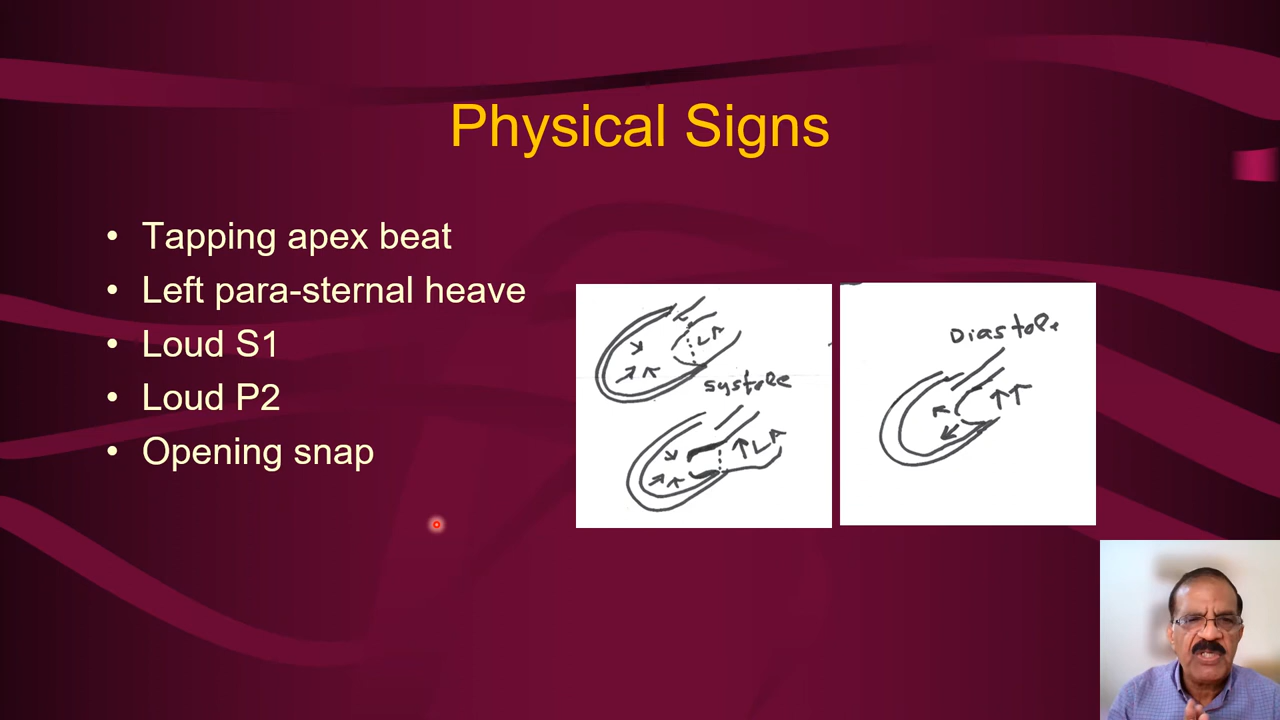 Physical Signs
• Tapping apex beat
• Left para-sternal heave
• Loud S1
• Loud P2
• Opening snap
LA
systole
LA
Diastole